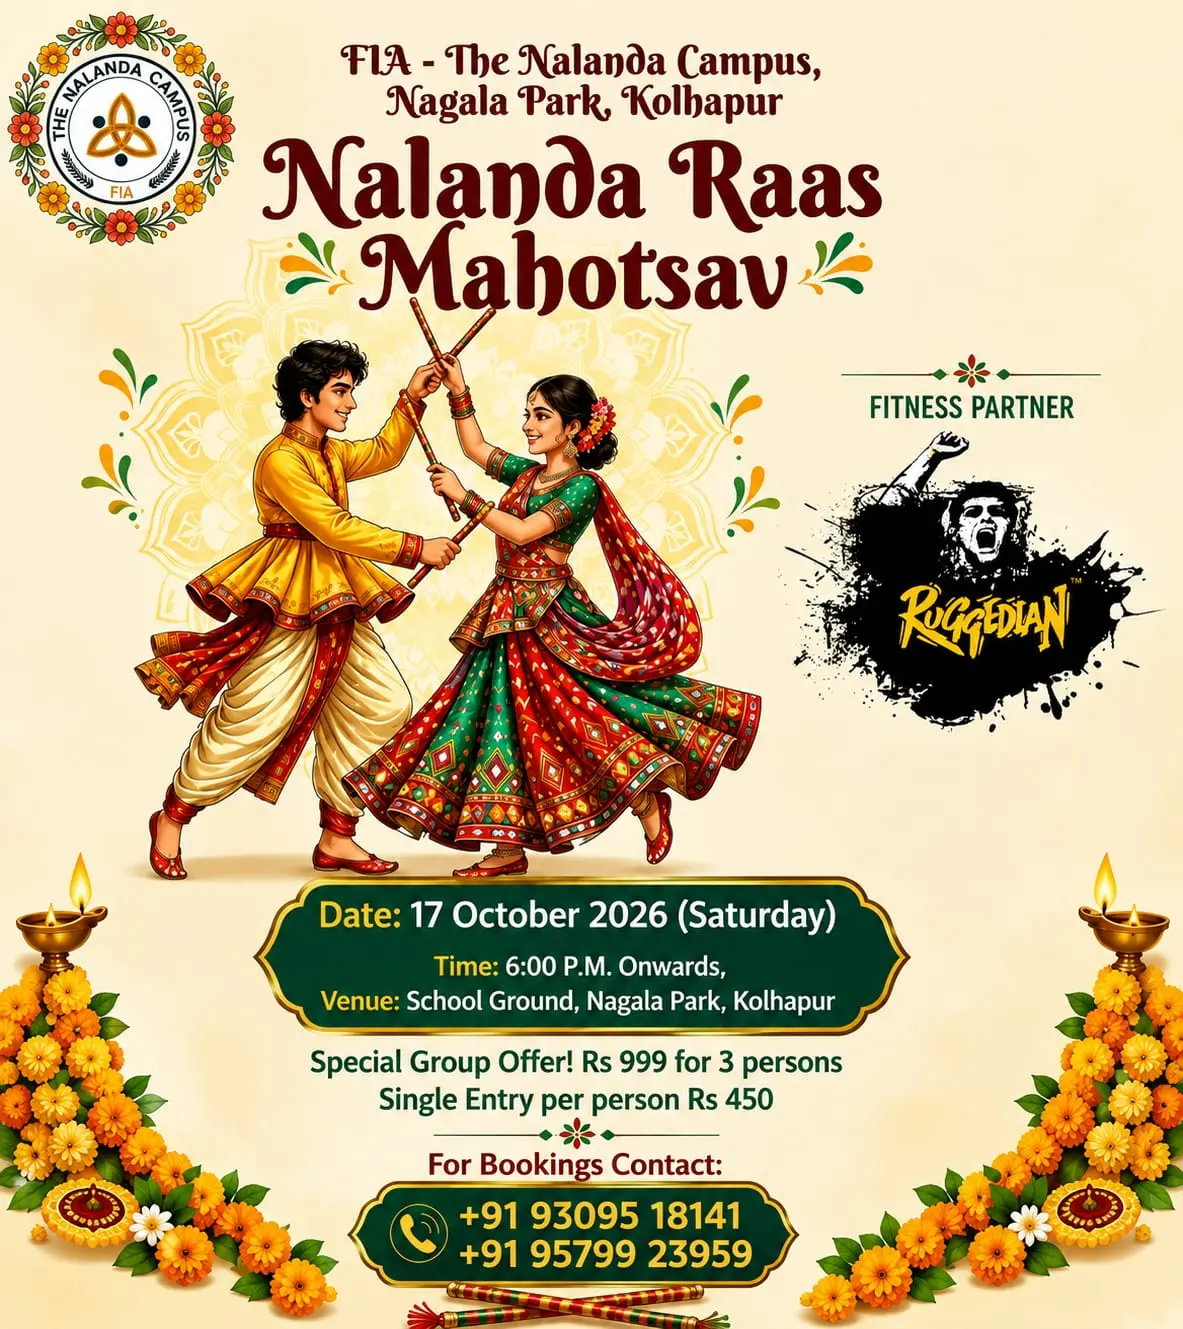 THE NALANDA CAMPUS
FIA
FIA - The Nalanda Campus,
Nagala Park, Kolhapur
Nalanda Raas
Mahotsav
FITNESS PARTNER
RUGGEDIAN™
Date: 17 October 2026 (Saturday)
Time: 6:00 P.M. Onwards,
Venue: School Ground, Nagala Park, Kolhapur
Special Group Offer! Rs 999 for 3 persons
Single Entry per person Rs 450
For Bookings Contact:
+91 93095 18141
+91 95799 23959